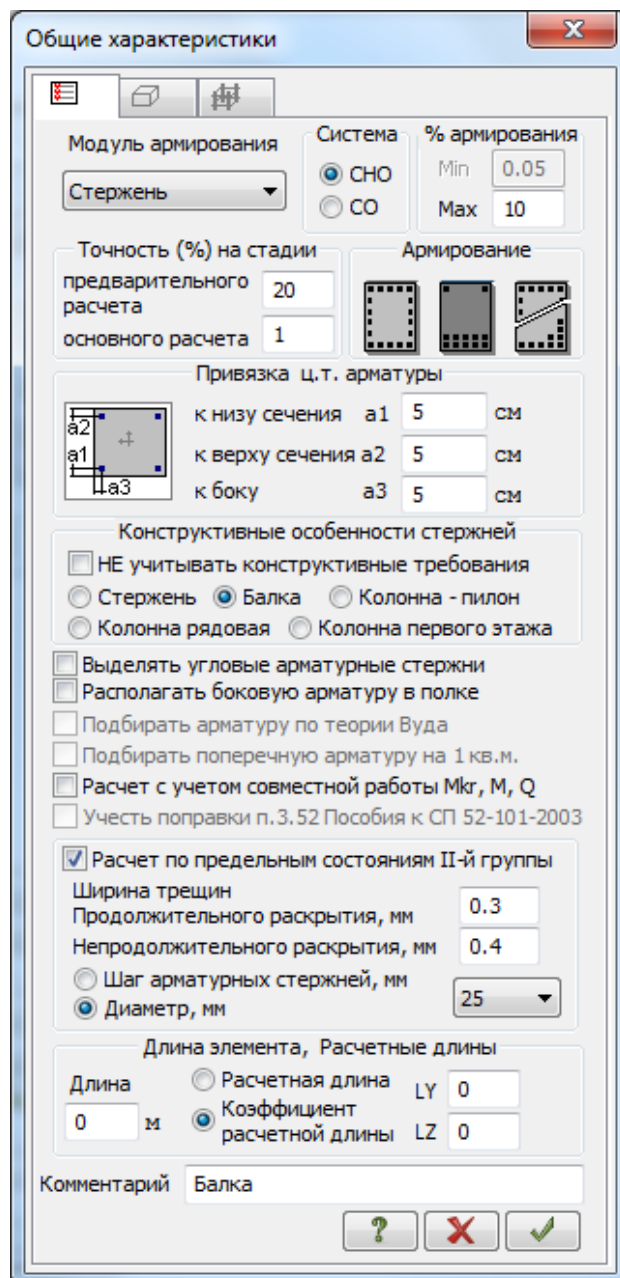 Общие характеристики
Модуль армирования
Стержень
Система
СНО
СО
% армирования
Min 0.05
Max 10
Точность (%) на стадии
предварительного расчета 20
основного расчета 1
Армирование
Привязка ц.т. арматуры
a2
a1
a3
к низу сечения a1 5 см
к верху сечения a2 5 см
к боку a3 5 см
Конструктивные особенности стержней
НЕ учитывать конструктивные требования
Стержень Балка Колонна - пилон
Колонна рядовая Колонна первого этажа
Выделять угловые арматурные стержни
Располагать боковую арматуру в полке
Подбирать арматуру по теории Вуда
Подбирать поперечную арматуру на 1 кв.м.
Расчет с учетом совместной работы Mkr, M, Q
Учесть поправки п.3.52 Пособия к СП 52-101-2003
Расчет по предельным состояниям II-й группы
Ширина трещин
Продолжительного раскрытия, мм 0.3
Непродолжительного раскрытия, мм 0.4
Шаг арматурных стержней, мм
Диаметр, мм
25
Длина элемента, Расчетные длины
Длина
0 м
Расчетная длина
Коэффициент
расчетной длины
LY 0
LZ 0
Комментарий Балка